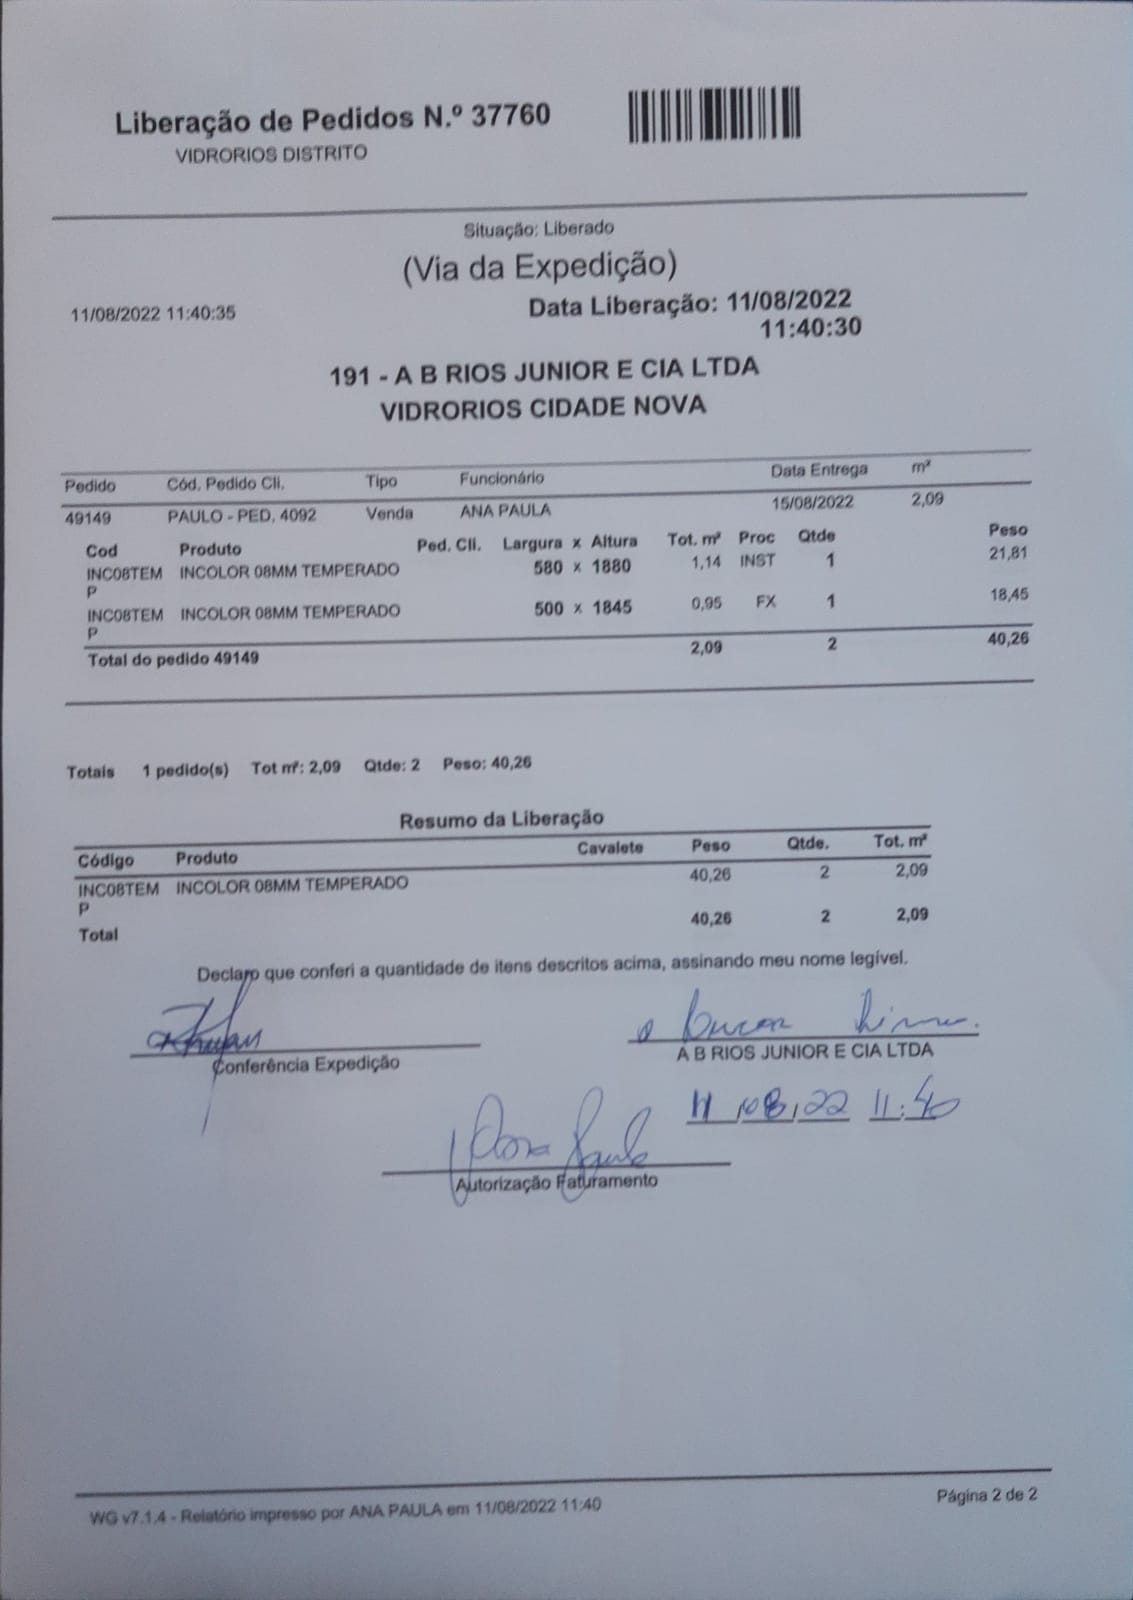 Liberação de Pedidos N.º 37760
VIDRORIOS DISTRITO
Situação: Liberado
(Via da Expedição)
11/08/2022 11:40:35
Data Liberação: 11/08/2022
11:40:30
191 - A B RIOS JUNIOR E CIA LTDA
VIDRORIOS CIDADE NOVA
Pedido Cód. Pedido Cli. Tipo Funcionário Data Entrega m²
49149 PAULO - PED. 4092 Venda ANA PAULA 15/08/2022 2,09
Cod Produto Ped. Cli. Largura x Altura Tot. m² Proc Qtde Peso
INC08TEM INCOLOR 08MM TEMPERADO 580 x 1880 1,14 INST 1 21,81
P
INC08TEM INCOLOR 08MM TEMPERADO 500 x 1845 0,95 FX 1 18,45
P
Total do pedido 49149 2,09 2 40,26
Totais 1 pedido(s) Tot m²: 2,09 Qtde: 2 Peso: 40,26
Resumo da Liberação
Código Produto Cavalete Peso Qtde. Tot. m²
INC08TEM INCOLOR 08MM TEMPERADO 40,26 2 2,09
P
Total 40,26 2 2,09
Declaro que conferi a quantidade de itens descritos acima, assinando meu nome legível.
Conferência Expedição
A B RIOS JUNIOR E CIA LTDA
11/08/22 11:40
Ana Paula
Autorização Faturamento
WG v7.1.4 - Relatório impresso por ANA PAULA em 11/08/2022 11:40
Página 2 de 2